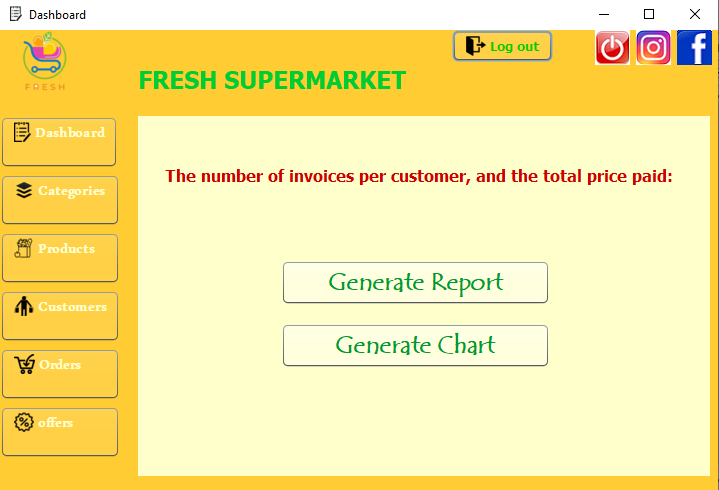 Dashboard
Log out
FRESH
FRESH SUPERMARKET
Dashboard
Categories
Products
Customers
Orders
offers
The number of invoices per customer, and the total price paid:
Generate Report
Generate Chart